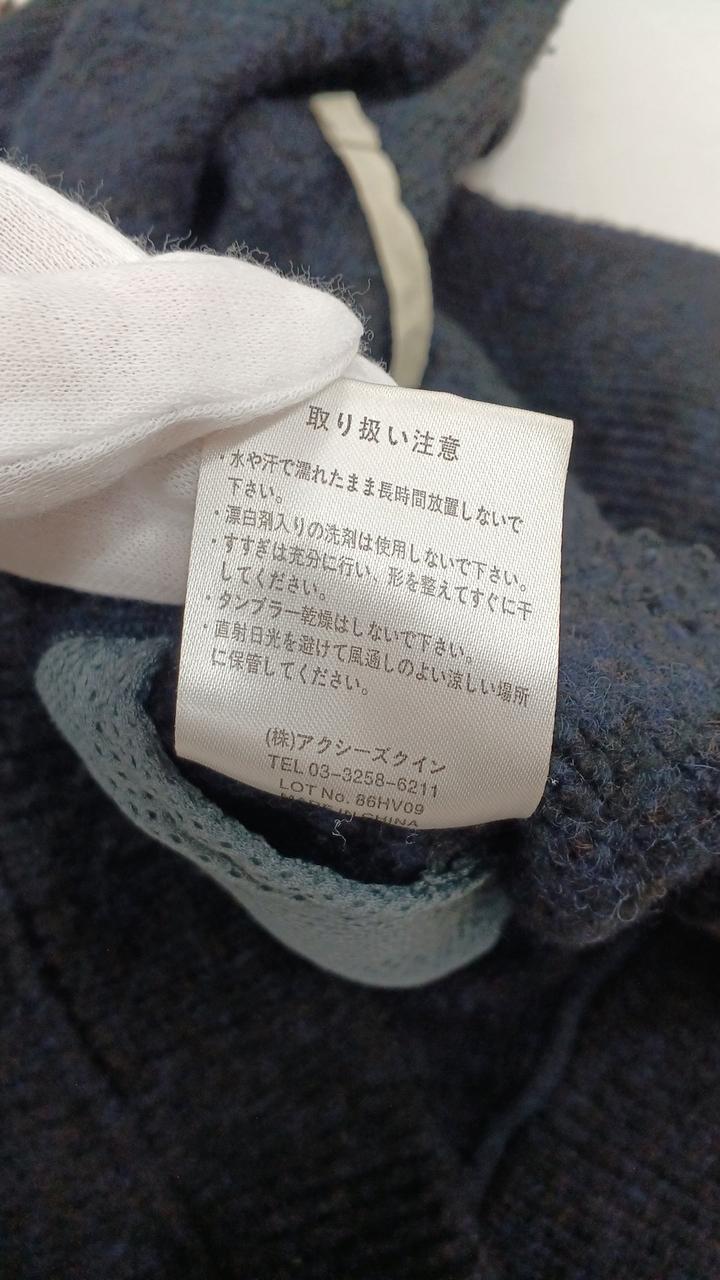 取り扱い注意
・水や汗で濡れたまま長時間放置しないで
下さい。
・漂白剤入りの洗剤は使用しないで下さい。
・すすぎは充分に行い、形を整えてすぐに干
してください。
・タンブラー乾燥はしないで下さい。
・直射日光を避けて風通しのよい涼しい場所
に保管してください。
(株)アクシーズクイン
TEL 03-3258-6211
LOT No. 86HV09
MADE IN CHINA